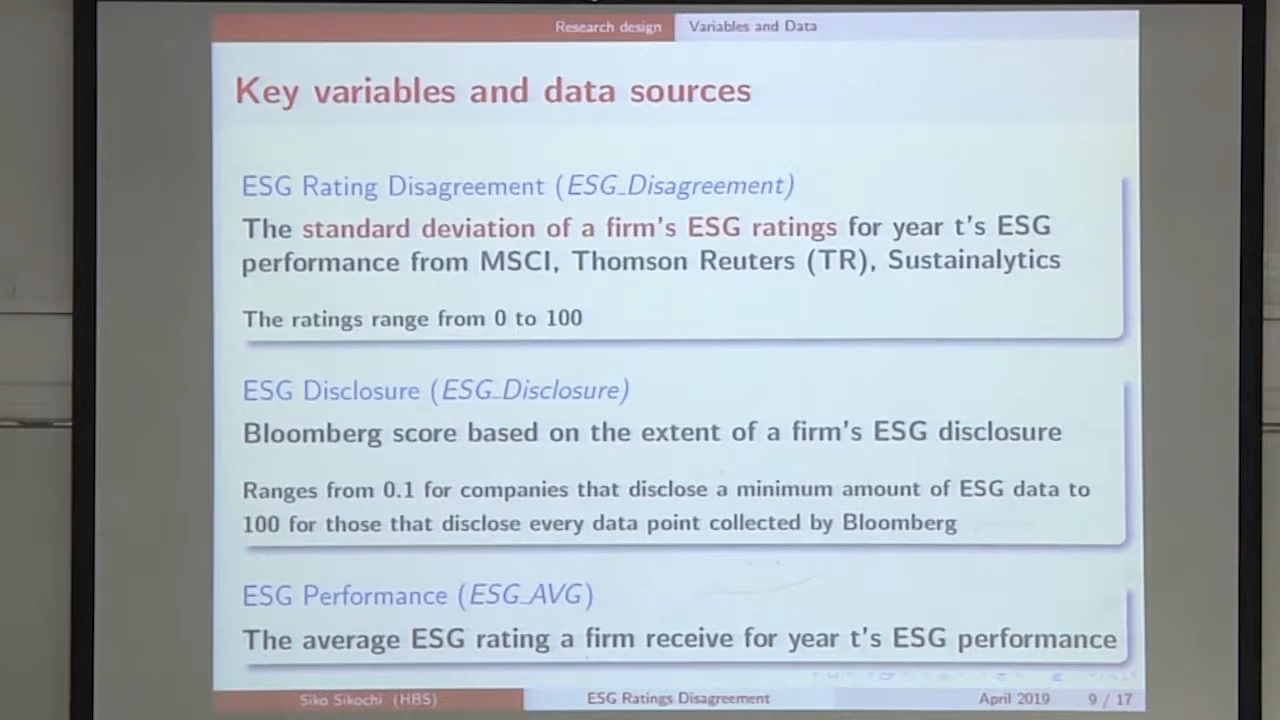 Research design Variables and Data
Key variables and data sources
ESG Rating Disagreement (ESG_Disagreement)
The standard deviation of a firm's ESG ratings for year t's ESG
performance from MSCI, Thomson Reuters (TR), Sustainalytics
The ratings range from 0 to 100
ESG Disclosure (ESG_Disclosure)
Bloomberg score based on the extent of a firm's ESG disclosure
Ranges from 0.1 for companies that disclose a minimum amount of ESG data to
100 for those that disclose every data point collected by Bloomberg
ESG Performance (ESG_AVG)
The average ESG rating a firm receive for year t's ESG performance
Siko Sikochi (HBS) ESG Ratings Disagreement April 2019 9 / 17